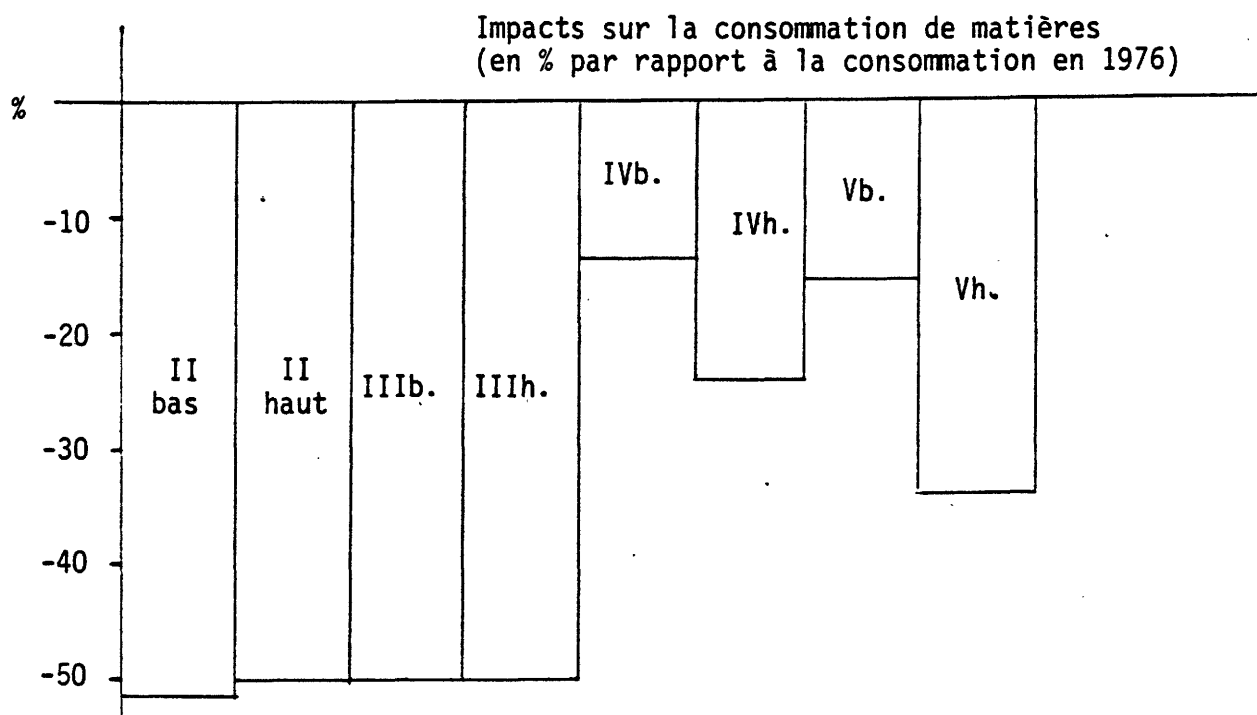 Impacts sur la consommation de matières
(en % par rapport à la consommation en 1976)
%
IVb.
Vb.
-10
IVh.
Vh.
-20
II
bas
II
haut
IIIb.
IIIh.
-30
-40
-50